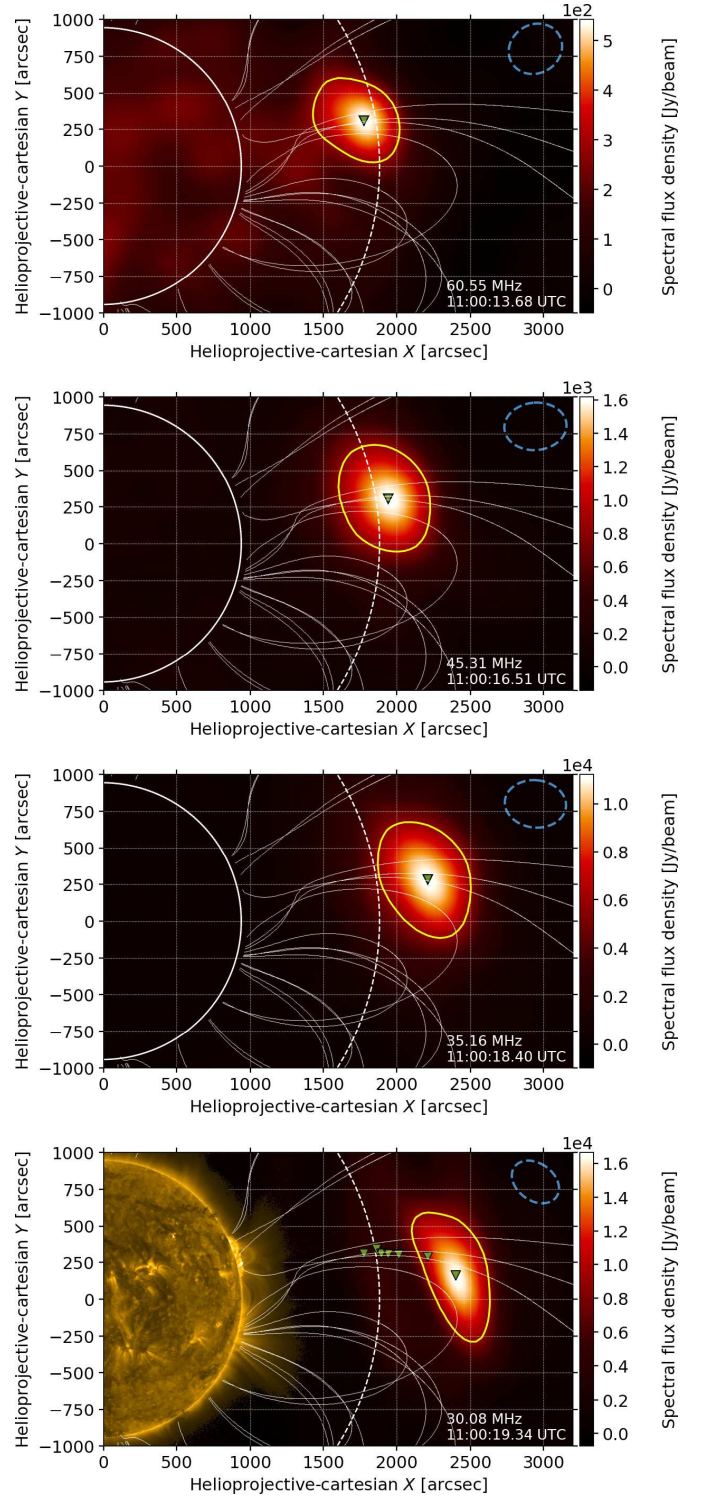 1e2
1000
750
500
250
0
−250
−500
−750
−1000
Helioprojective-cartesian Y [arcsec]
60.55 MHz
11:00:13.68 UTC
0 500 1000 1500 2000 2500 3000
Helioprojective-cartesian X [arcsec]
5
4
3
2
1
0
Spectral flux density [Jy/beam]
1e3
1000
750
500
250
0
−250
−500
−750
−1000
Helioprojective-cartesian Y [arcsec]
45.31 MHz
11:00:16.51 UTC
0 500 1000 1500 2000 2500 3000
Helioprojective-cartesian X [arcsec]
1.6
1.4
1.2
1.0
0.8
0.6
0.4
0.2
0.0
Spectral flux density [Jy/beam]
1e4
1000
750
500
250
0
−250
−500
−750
−1000
Helioprojective-cartesian Y [arcsec]
35.16 MHz
11:00:18.40 UTC
0 500 1000 1500 2000 2500 3000
Helioprojective-cartesian X [arcsec]
1.0
0.8
0.6
0.4
0.2
0.0
Spectral flux density [Jy/beam]
1e4
1000
750
500
250
0
−250
−500
−750
−1000
Helioprojective-cartesian Y [arcsec]
30.08 MHz
11:00:19.34 UTC
0 500 1000 1500 2000 2500 3000
Helioprojective-cartesian X [arcsec]
1.6
1.4
1.2
1.0
0.8
0.6
0.4
0.2
0.0
Spectral flux density [Jy/beam]